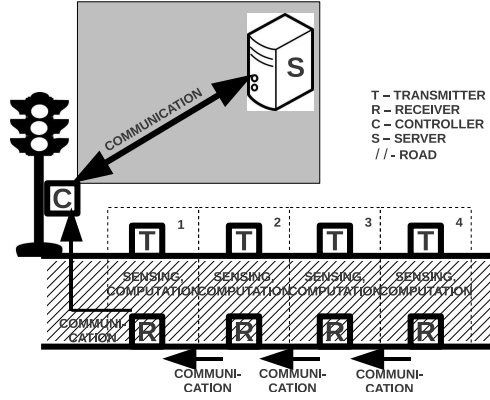 S
COMMUNICATION
T – TRANSMITTER
R – RECEIVER
C – CONTROLLER
S – SERVER
// - ROAD
C
1 2 3 4
T T T T
SENSING, SENSING, SENSING, SENSING,
COMPUTATION COMPUTATION COMPUTATION COMPUTATION
COMMUNI-
CATION
R R R R
COMMUNI- COMMUNI- COMMUNI-
CATION CATION CATION